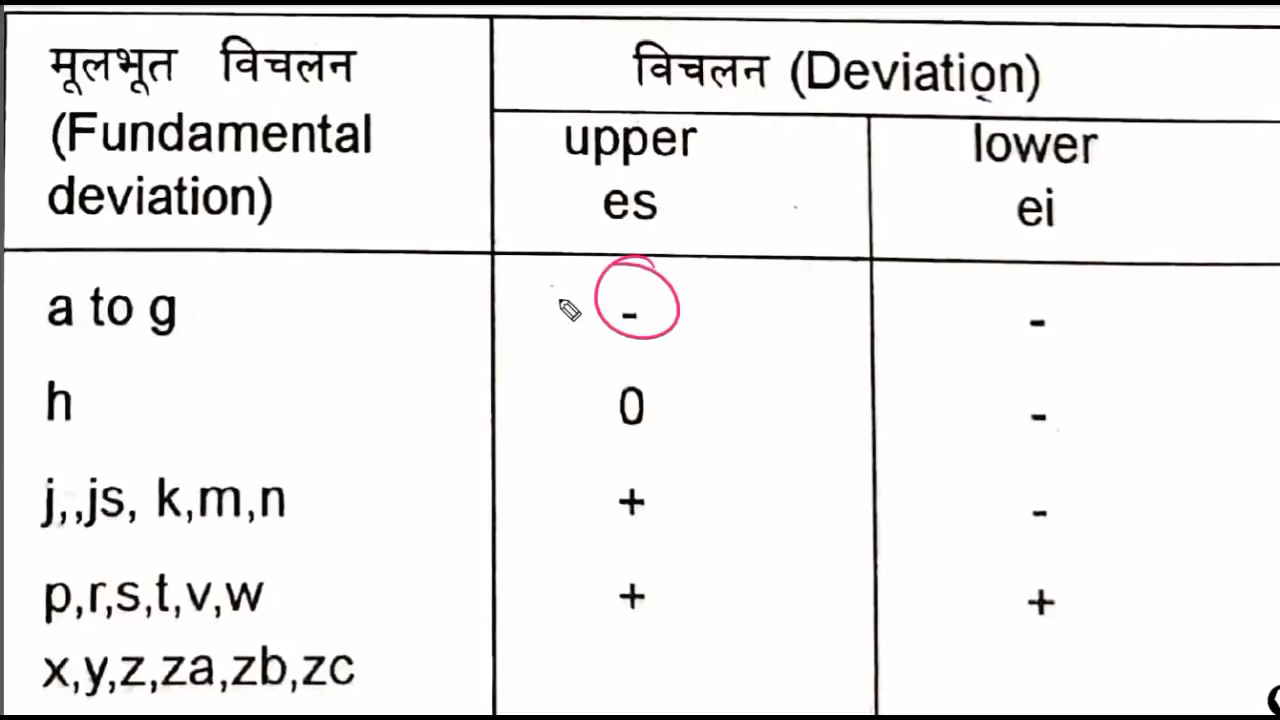 मूलभूत विचलन
(Fundamental
deviation)
विचलन (Deviation)
upper
es
lower
ei
a to g - -
h 0 -
j,,js, k,m,n + -
p,r,s,t,v,w + +
x,y,z,za,zb,zc